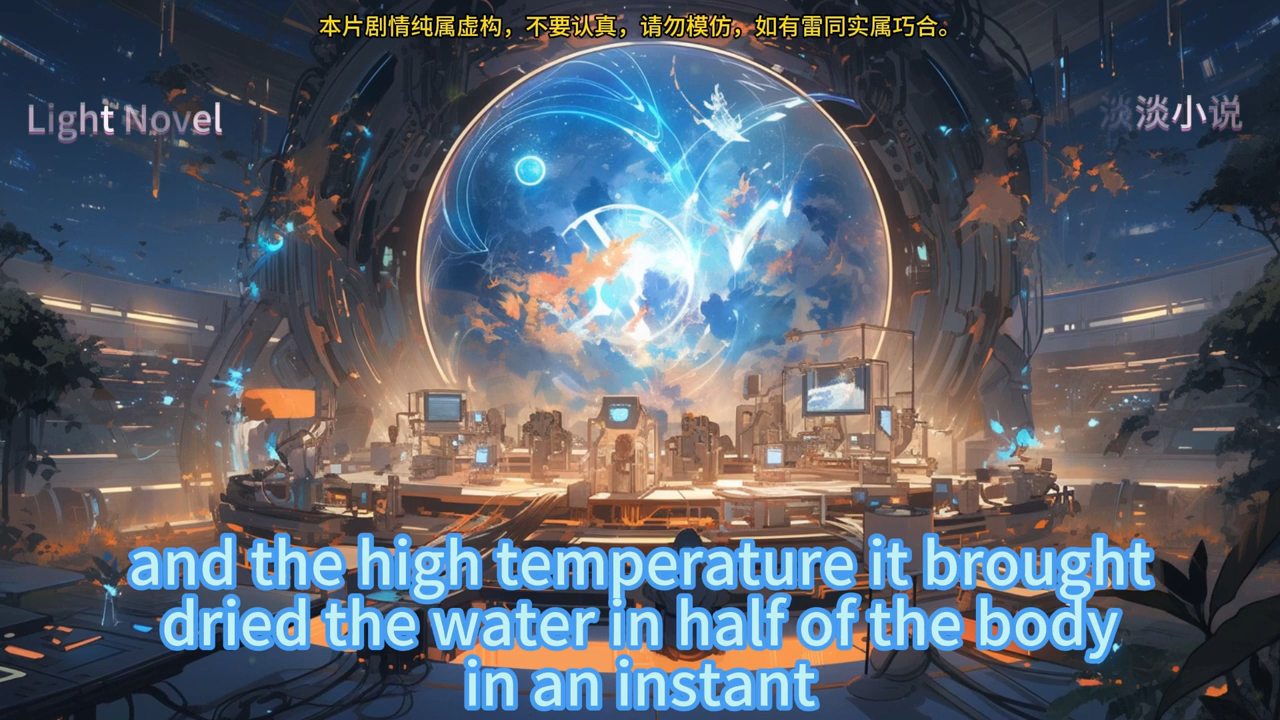 本片剧情纯属虚构，不要认真，请勿模仿，如有雷同实属巧合。
Light Novel
淡淡小说
and the high temperature it brought
dried the water in half of the body
in an instant